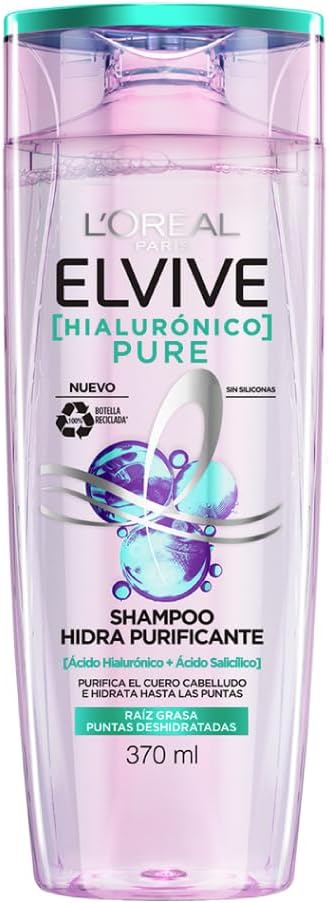 L'ORÉAL
PARIS
ELVIVE
[HIALURÓNICO]
PURE
NUEVO
SIN SILICONAS
100%
BOTELLA
RECICLADA*
SHAMPOO
HIDRA PURIFICANTE
[Ácido Hialurónico + Ácido Salicílico]
PURIFICA EL CUERO CABELLUDO
E HIDRATA HASTA LAS PUNTAS
RAÍZ GRASA
PUNTAS DESHIDRATADAS
370 ml